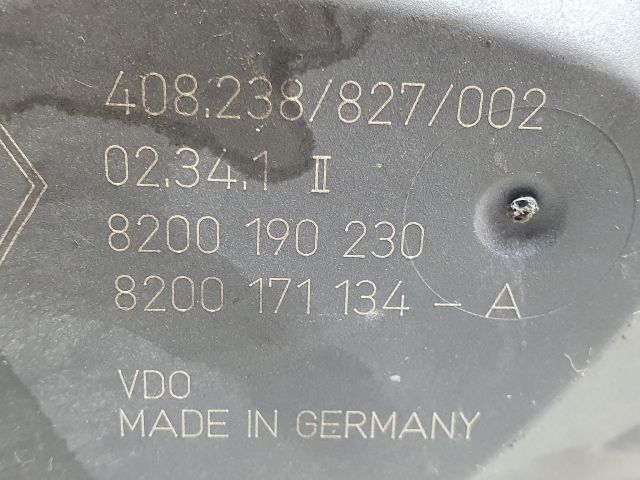 408.238/827/002
02.34.1 II
8200 190 230
8200 171 134 - A
VDO
MADE IN GERMANY